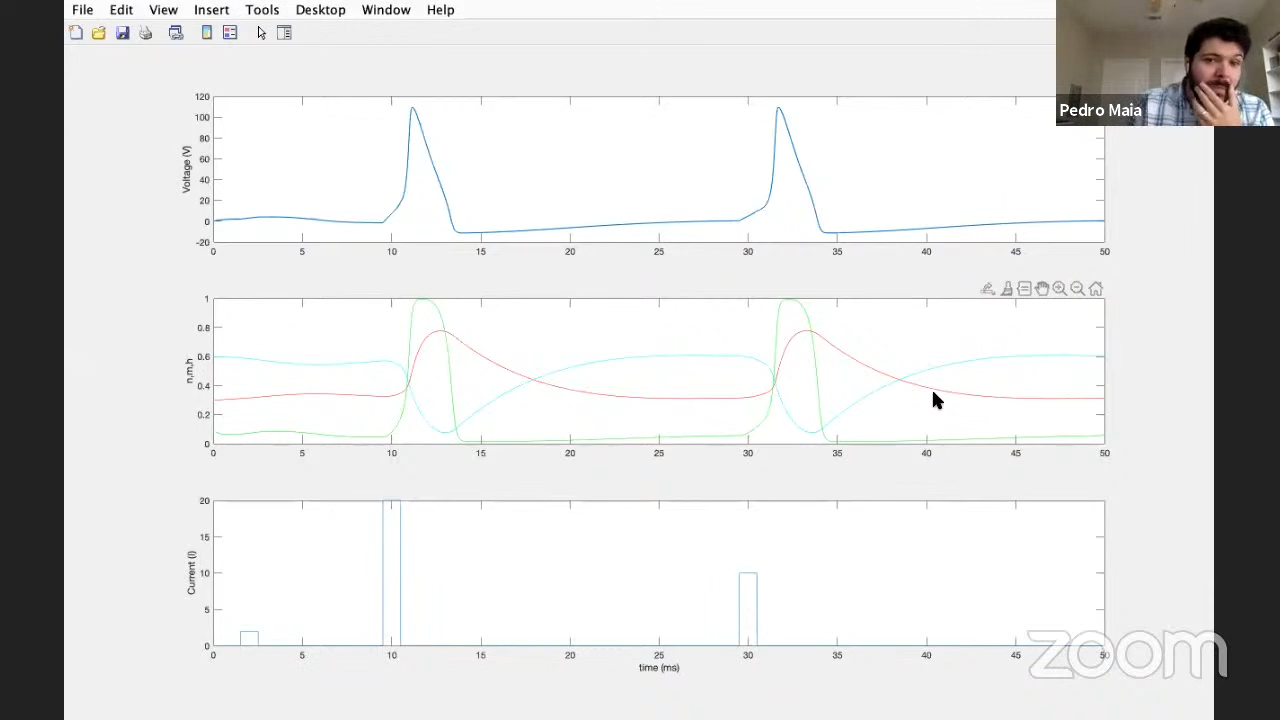 File Edit View Insert Tools Desktop Window Help
Pedro Maia
120
100
80
60
40
20
0
-20
Voltage (V)
0 5 10 15 20 25 30 35 40 45 50
1
0.8
0.6
0.4
0.2
0
n,m,h
0 5 10 15 20 25 30 35 40 45 50
20
15
10
5
0
Current (I)
0 5 10 15 20 25 30 35 40 45 50
time (ms)
zoom